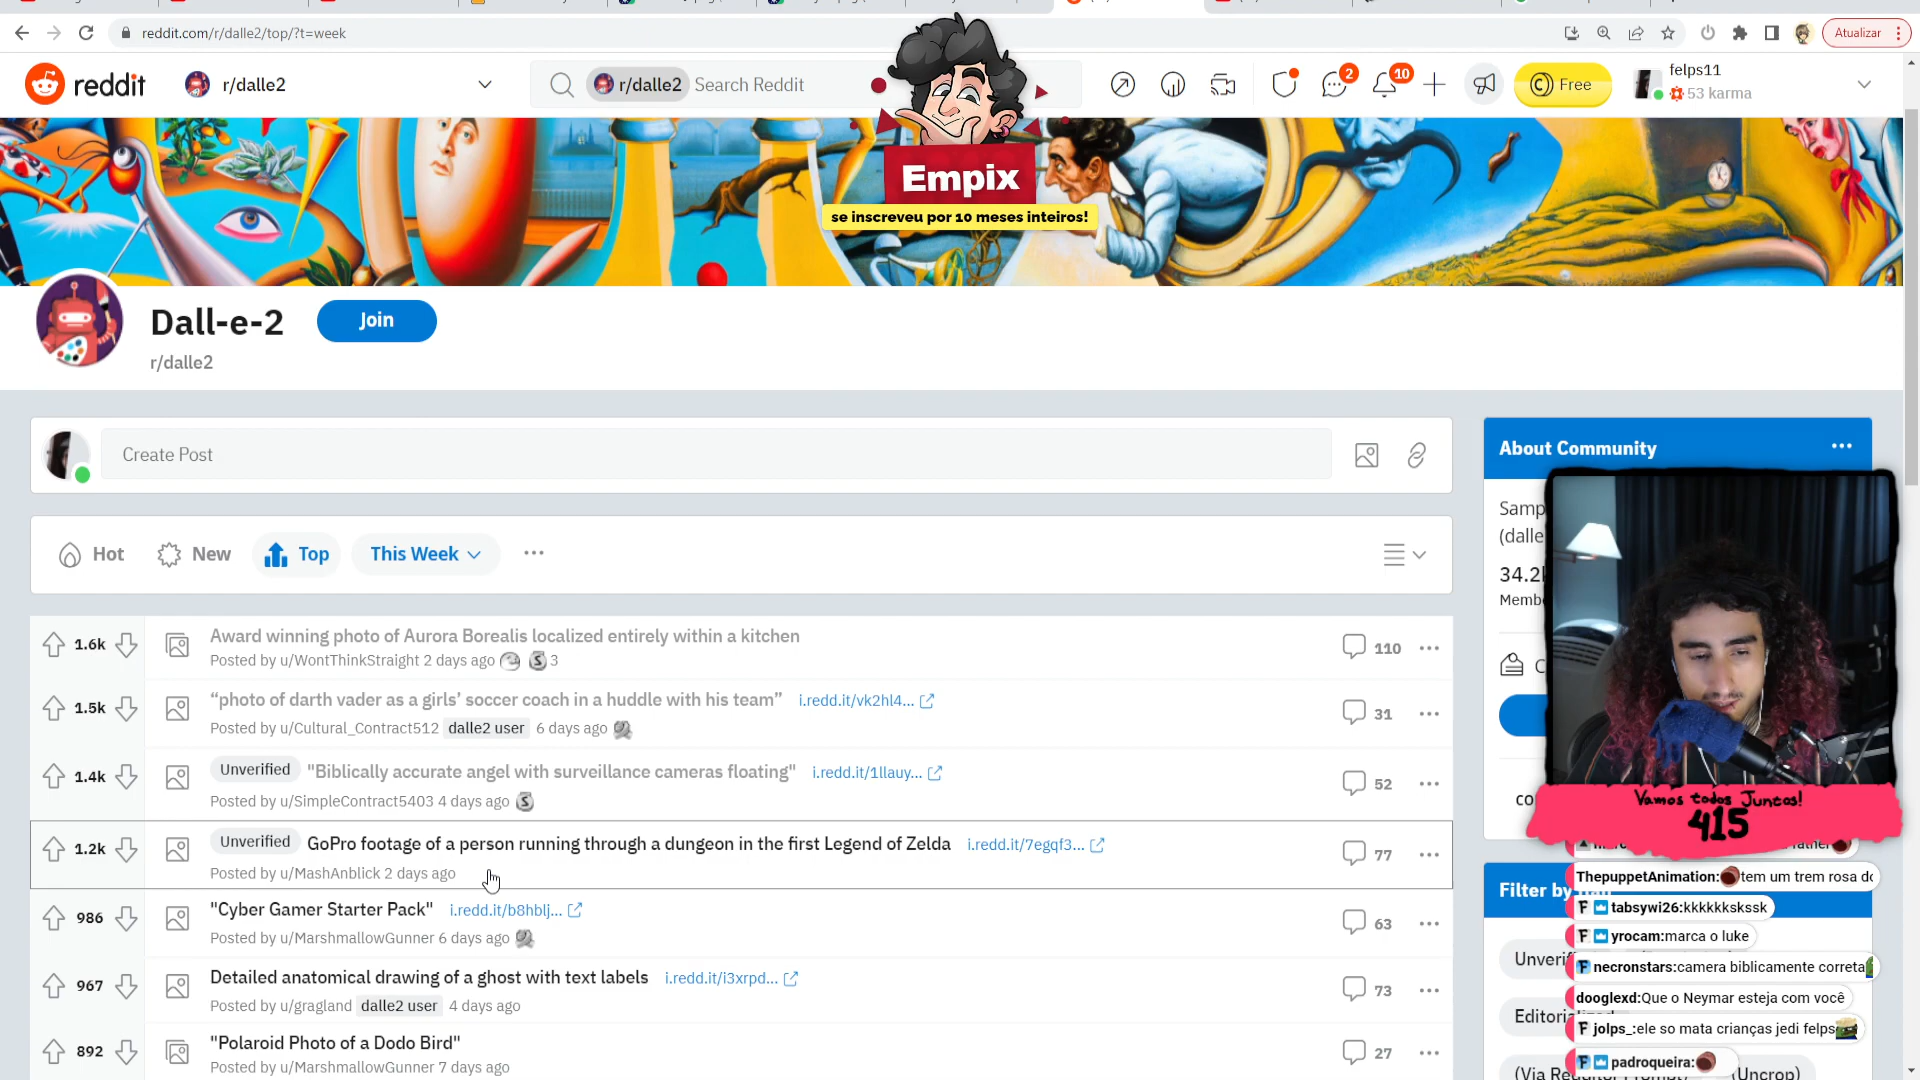 reddit.com/r/dalle2/top/?t=week
Atualizar
reddit
r/dalle2
r/dalle2
Search Reddit
2
10
Free
felps11
53 karma
Empix
se inscreveu por 10 meses inteiros!
Dall-e-2
Join
r/dalle2
Create Post
About Community
Hot
New
Top
This Week
1.6k
Award winning photo of Aurora Borealis localized entirely within a kitchen
Posted by u/WontThinkStraight 2 days ago
3
110
1.5k
“photo of darth vader as a girls’ soccer coach in a huddle with his team” i.redd.it/vk2hl4...
Posted by u/Cultural_Contract512 dalle2 user 6 days ago
31
1.4k
Unverified "Biblically accurate angel with surveillance cameras floating" i.redd.it/1llauy...
Posted by u/SimpleContract5403 4 days ago
52
1.2k
Unverified GoPro footage of a person running through a dungeon in the first Legend of Zelda i.redd.it/7egqf3...
Posted by u/MashAnblick 2 days ago
77
986
"Cyber Gamer Starter Pack" i.redd.it/b8hblj...
Posted by u/MarshmallowGunner 6 days ago
63
967
Detailed anatomical drawing of a ghost with text labels i.redd.it/i3xrpd...
Posted by u/gragland dalle2 user 4 days ago
73
892
"Polaroid Photo of a Dodo Bird"
Posted by u/MarshmallowGunner 7 days ago
27
(dalle
34.2
Memb
Vamos todos Juntos!
415
Filter by
ThepuppetAnimation: tem um trem rosa do
tabsywi26:kkkkkksksk
yrocam:marca o luke
necronstars:camera biblicamente correta
dooglexd:Que o Neymar esteja com você
jolps_:ele so mata crianças jedi felps
padroqueira:
Unveri
Editori
(Via Redditor Prompt)
(Uncrop)